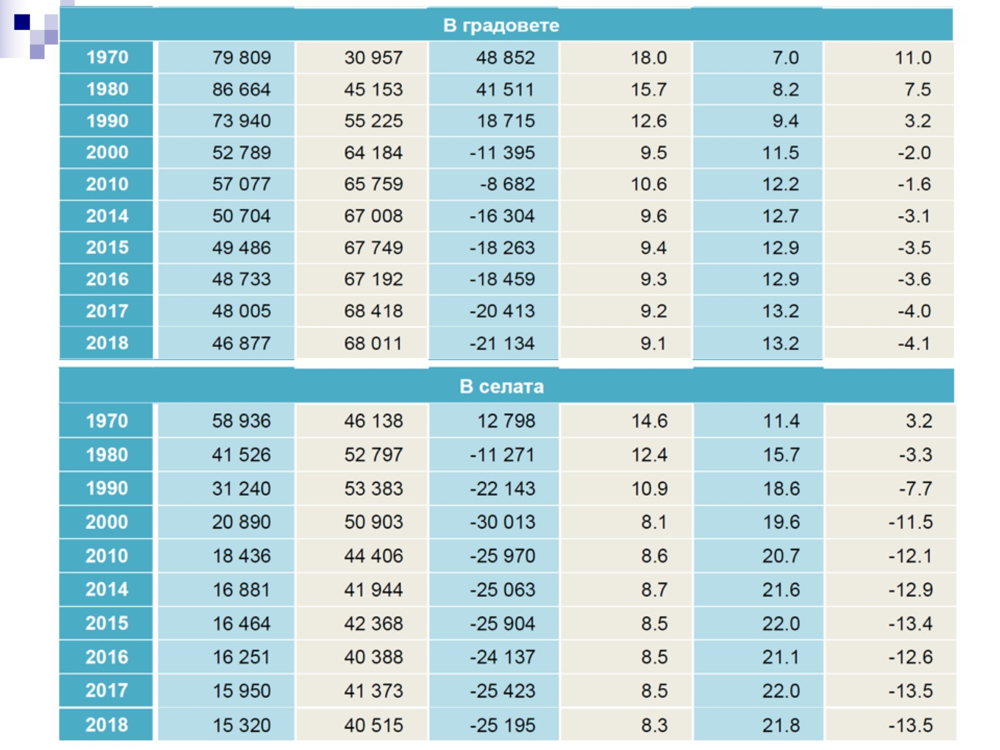 В градовете
1970 79 809 30 957 48 852 18.0 7.0 11.0
1980 86 664 45 153 41 511 15.7 8.2 7.5
1990 73 940 55 225 18 715 12.6 9.4 3.2
2000 52 789 64 184 -11 395 9.5 11.5 -2.0
2010 57 077 65 759 -8 682 10.6 12.2 -1.6
2014 50 704 67 008 -16 304 9.6 12.7 -3.1
2015 49 486 67 749 -18 263 9.4 12.9 -3.5
2016 48 733 67 192 -18 459 9.3 12.9 -3.6
2017 48 005 68 418 -20 413 9.2 13.2 -4.0
2018 46 877 68 011 -21 134 9.1 13.2 -4.1
В селата
1970 58 936 46 138 12 798 14.6 11.4 3.2
1980 41 526 52 797 -11 271 12.4 15.7 -3.3
1990 31 240 53 383 -22 143 10.9 18.6 -7.7
2000 20 890 50 903 -30 013 8.1 19.6 -11.5
2010 18 436 44 406 -25 970 8.6 20.7 -12.1
2014 16 881 41 944 -25 063 8.7 21.6 -12.9
2015 16 464 42 368 -25 904 8.5 22.0 -13.4
2016 16 251 40 388 -24 137 8.5 21.1 -12.6
2017 15 950 41 373 -25 423 8.5 22.0 -13.5
2018 15 320 40 515 -25 195 8.3 21.8 -13.5